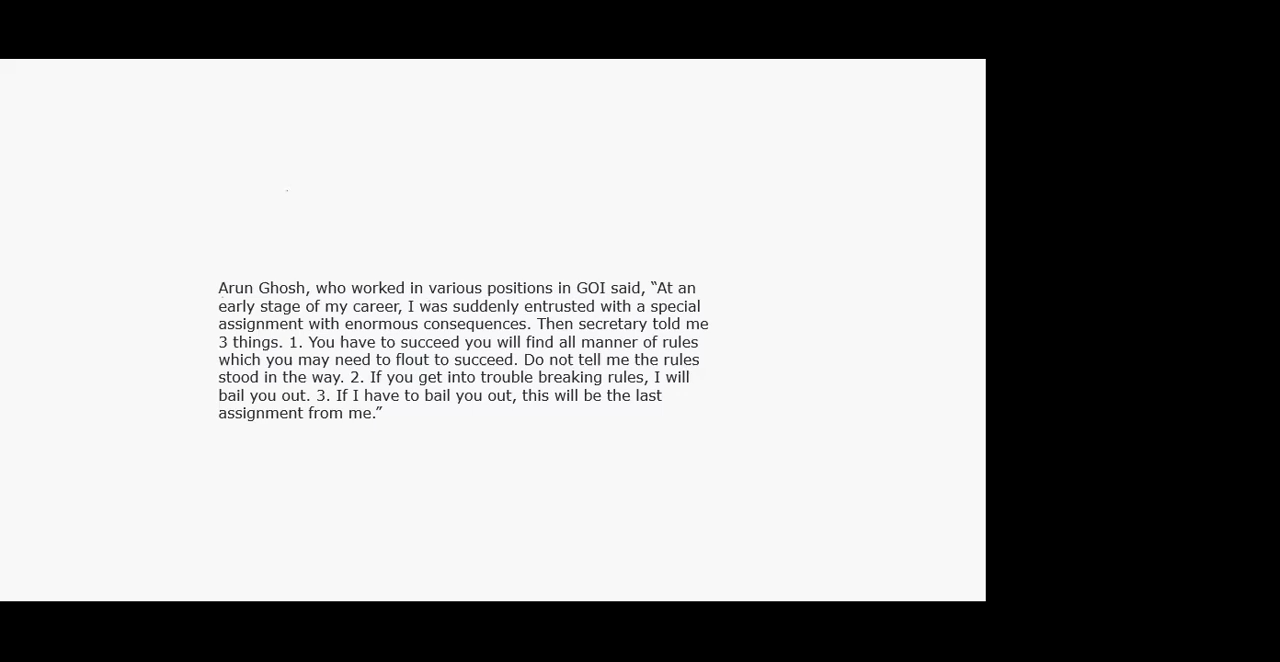 Arun Ghosh, who worked in various positions in GOI said, “At an
early stage of my career, I was suddenly entrusted with a special
assignment with enormous consequences. Then secretary told me
3 things. 1. You have to succeed you will find all manner of rules
which you may need to flout to succeed. Do not tell me the rules
stood in the way. 2. If you get into trouble breaking rules, I will
bail you out. 3. If I have to bail you out, this will be the last
assignment from me.”